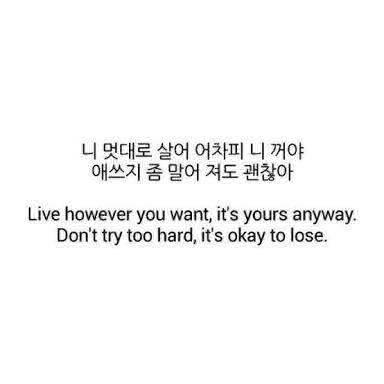 니 멋대로 살어 어차피 니 꺼야
애쓰지 좀 말어 져도 괜찮아
Live however you want, it's yours anyway.
Don't try too hard, it's okay to lose.